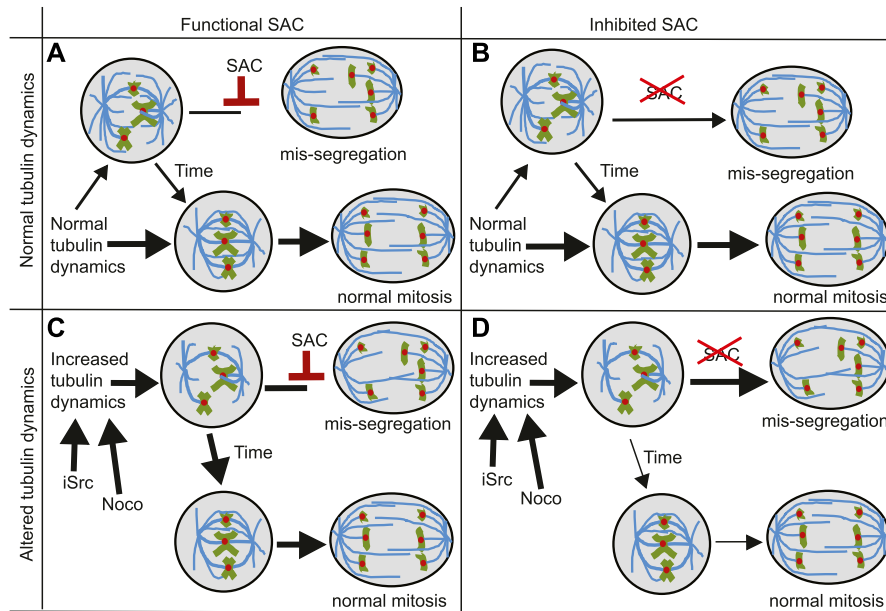 Functional SAC
Inhibited SAC
Normal tubulin dynamics
Altered tubulin dynamics
A
SAC
mis-segregation
Time
Normal
tubulin
dynamics
normal mitosis
B
SAC
mis-segregation
Time
Normal
tubulin
dynamics
normal mitosis
C
Increased
tubulin
dynamics
SAC
mis-segregation
Time
iSrc
Noco
normal mitosis
D
Increased
tubulin
dynamics
SAC
mis-segregation
Time
iSrc
Noco
normal mitosis